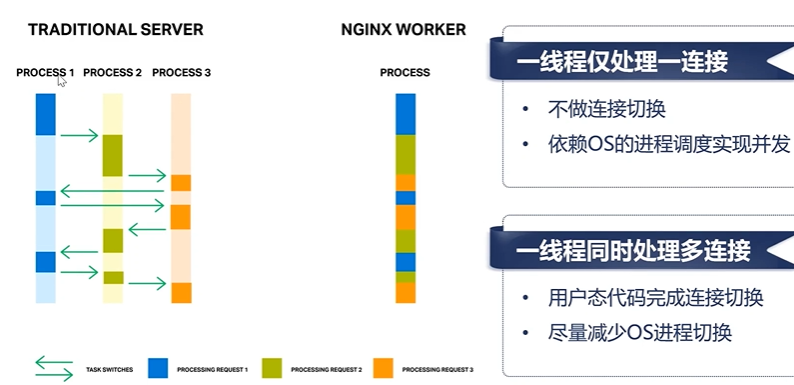 TRADITIONAL SERVER
NGINX WORKER
PROCESS 1 PROCESS 2 PROCESS 3
PROCESS
一线程仅处理一连接
• 不做连接切换
• 依赖OS的进程调度实现并发
一线程同时处理多连接
• 用户态代码完成连接切换
• 尽量减少OS进程切换
TASK SWITCHES
PROCESSING REQUEST 1
PROCESSING REQUEST 2
PROCESSING REQUEST 3